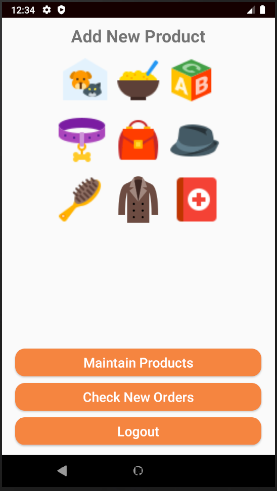 12:34
Add New Product
A
B
C
Maintain Products
Check New Orders
Logout